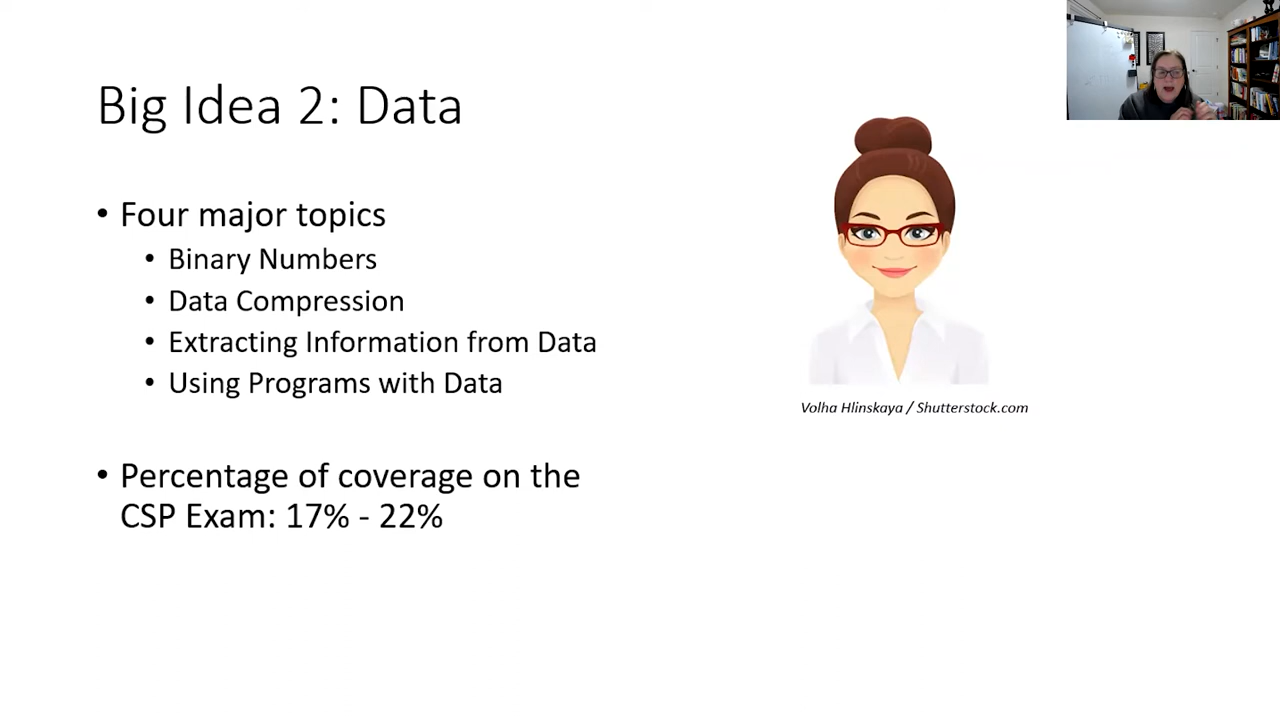 Big Idea 2: Data
• Four major topics
• Binary Numbers
• Data Compression
• Extracting Information from Data
• Using Programs with Data
• Percentage of coverage on the
CSP Exam: 17% - 22%
Volha Hlinskaya / Shutterstock.com